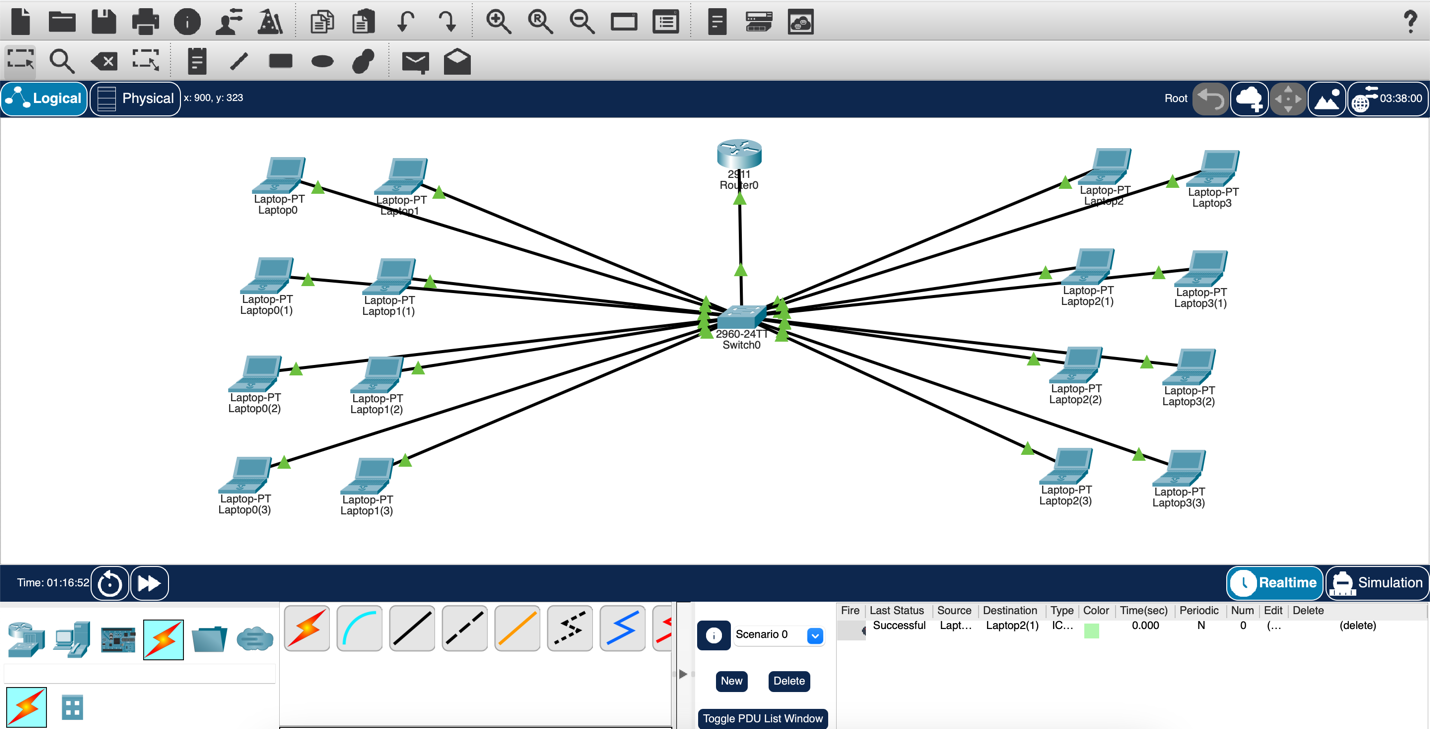 R
?
Logical
Physical
x: 900, y: 323
Root
03:38:00
2911
Router0
Laptop-PT
Laptop0
Laptop-PT
Laptop1
Laptop-PT
Laptop2
Laptop-PT
Laptop3
Laptop-PT
Laptop0(1)
Laptop-PT
Laptop1(1)
Laptop-PT
Laptop2(1)
Laptop-PT
Laptop3(1)
2960-24TT
Switch0
Laptop-PT
Laptop0(2)
Laptop-PT
Laptop1(2)
Laptop-PT
Laptop2(2)
Laptop-PT
Laptop3(2)
Laptop-PT
Laptop0(3)
Laptop-PT
Laptop1(3)
Laptop-PT
Laptop2(3)
Laptop-PT
Laptop3(3)
Time: 01:16:52
Realtime
Simulation
Scenario 0
New
Delete
Toggle PDU List Window
Fire Last Status Source Destination Type Color Time(sec) Periodic Num Edit Delete
Successful Lapt... Laptop2(1) IC... 0.000 N 0 (... (delete)